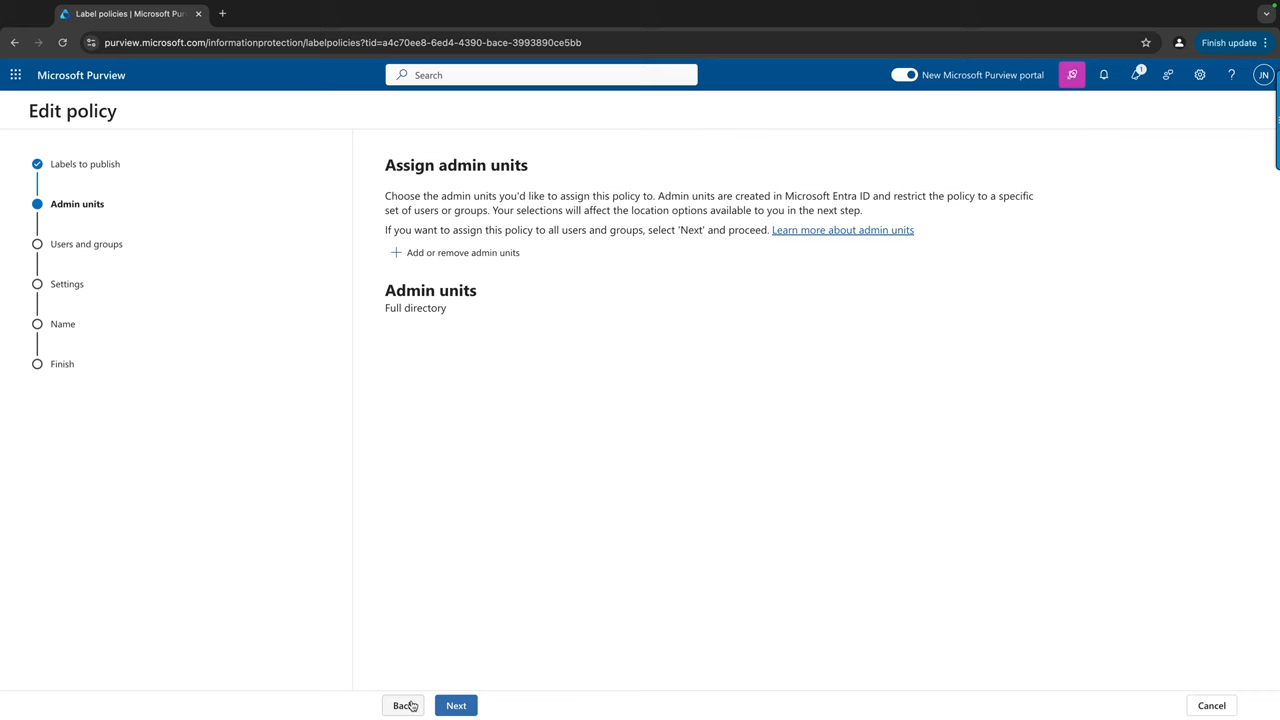 Label policies | Microsoft Pur
purview.microsoft.com/informationprotection/labelpolicies?tid=a4c70ee8-6ed4-4390-bace-3993890ce5bb
Finish update
Microsoft Purview
Search
New Microsoft Purview portal
1
JN
Edit policy
Labels to publish
Admin units
Users and groups
Settings
Name
Finish
Assign admin units
Choose the admin units you'd like to assign this policy to. Admin units are created in Microsoft Entra ID and restrict the policy to a specific
set of users or groups. Your selections will affect the location options available to you in the next step.
If you want to assign this policy to all users and groups, select 'Next' and proceed. Learn more about admin units
Add or remove admin units
Admin units
Full directory
Back
Next
Cancel